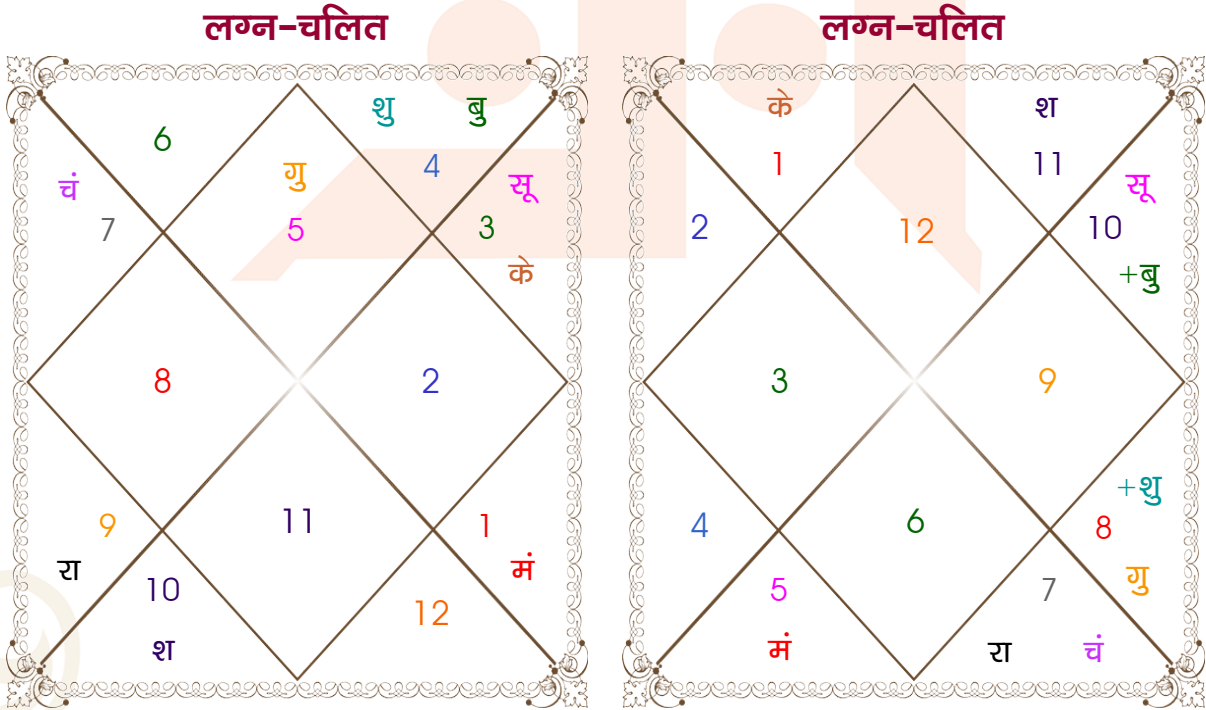 लग्न-चलित
शु बु
6
4
गु
चं
सू
7
5
3
के
8
2
9
11
1
रा
मं
10
12
श
लग्न-चलित
के
श
1
11
सू
2
12
10
+बु
3
9
+शु
4
6
8
गु
5
7
मं
रा
चं